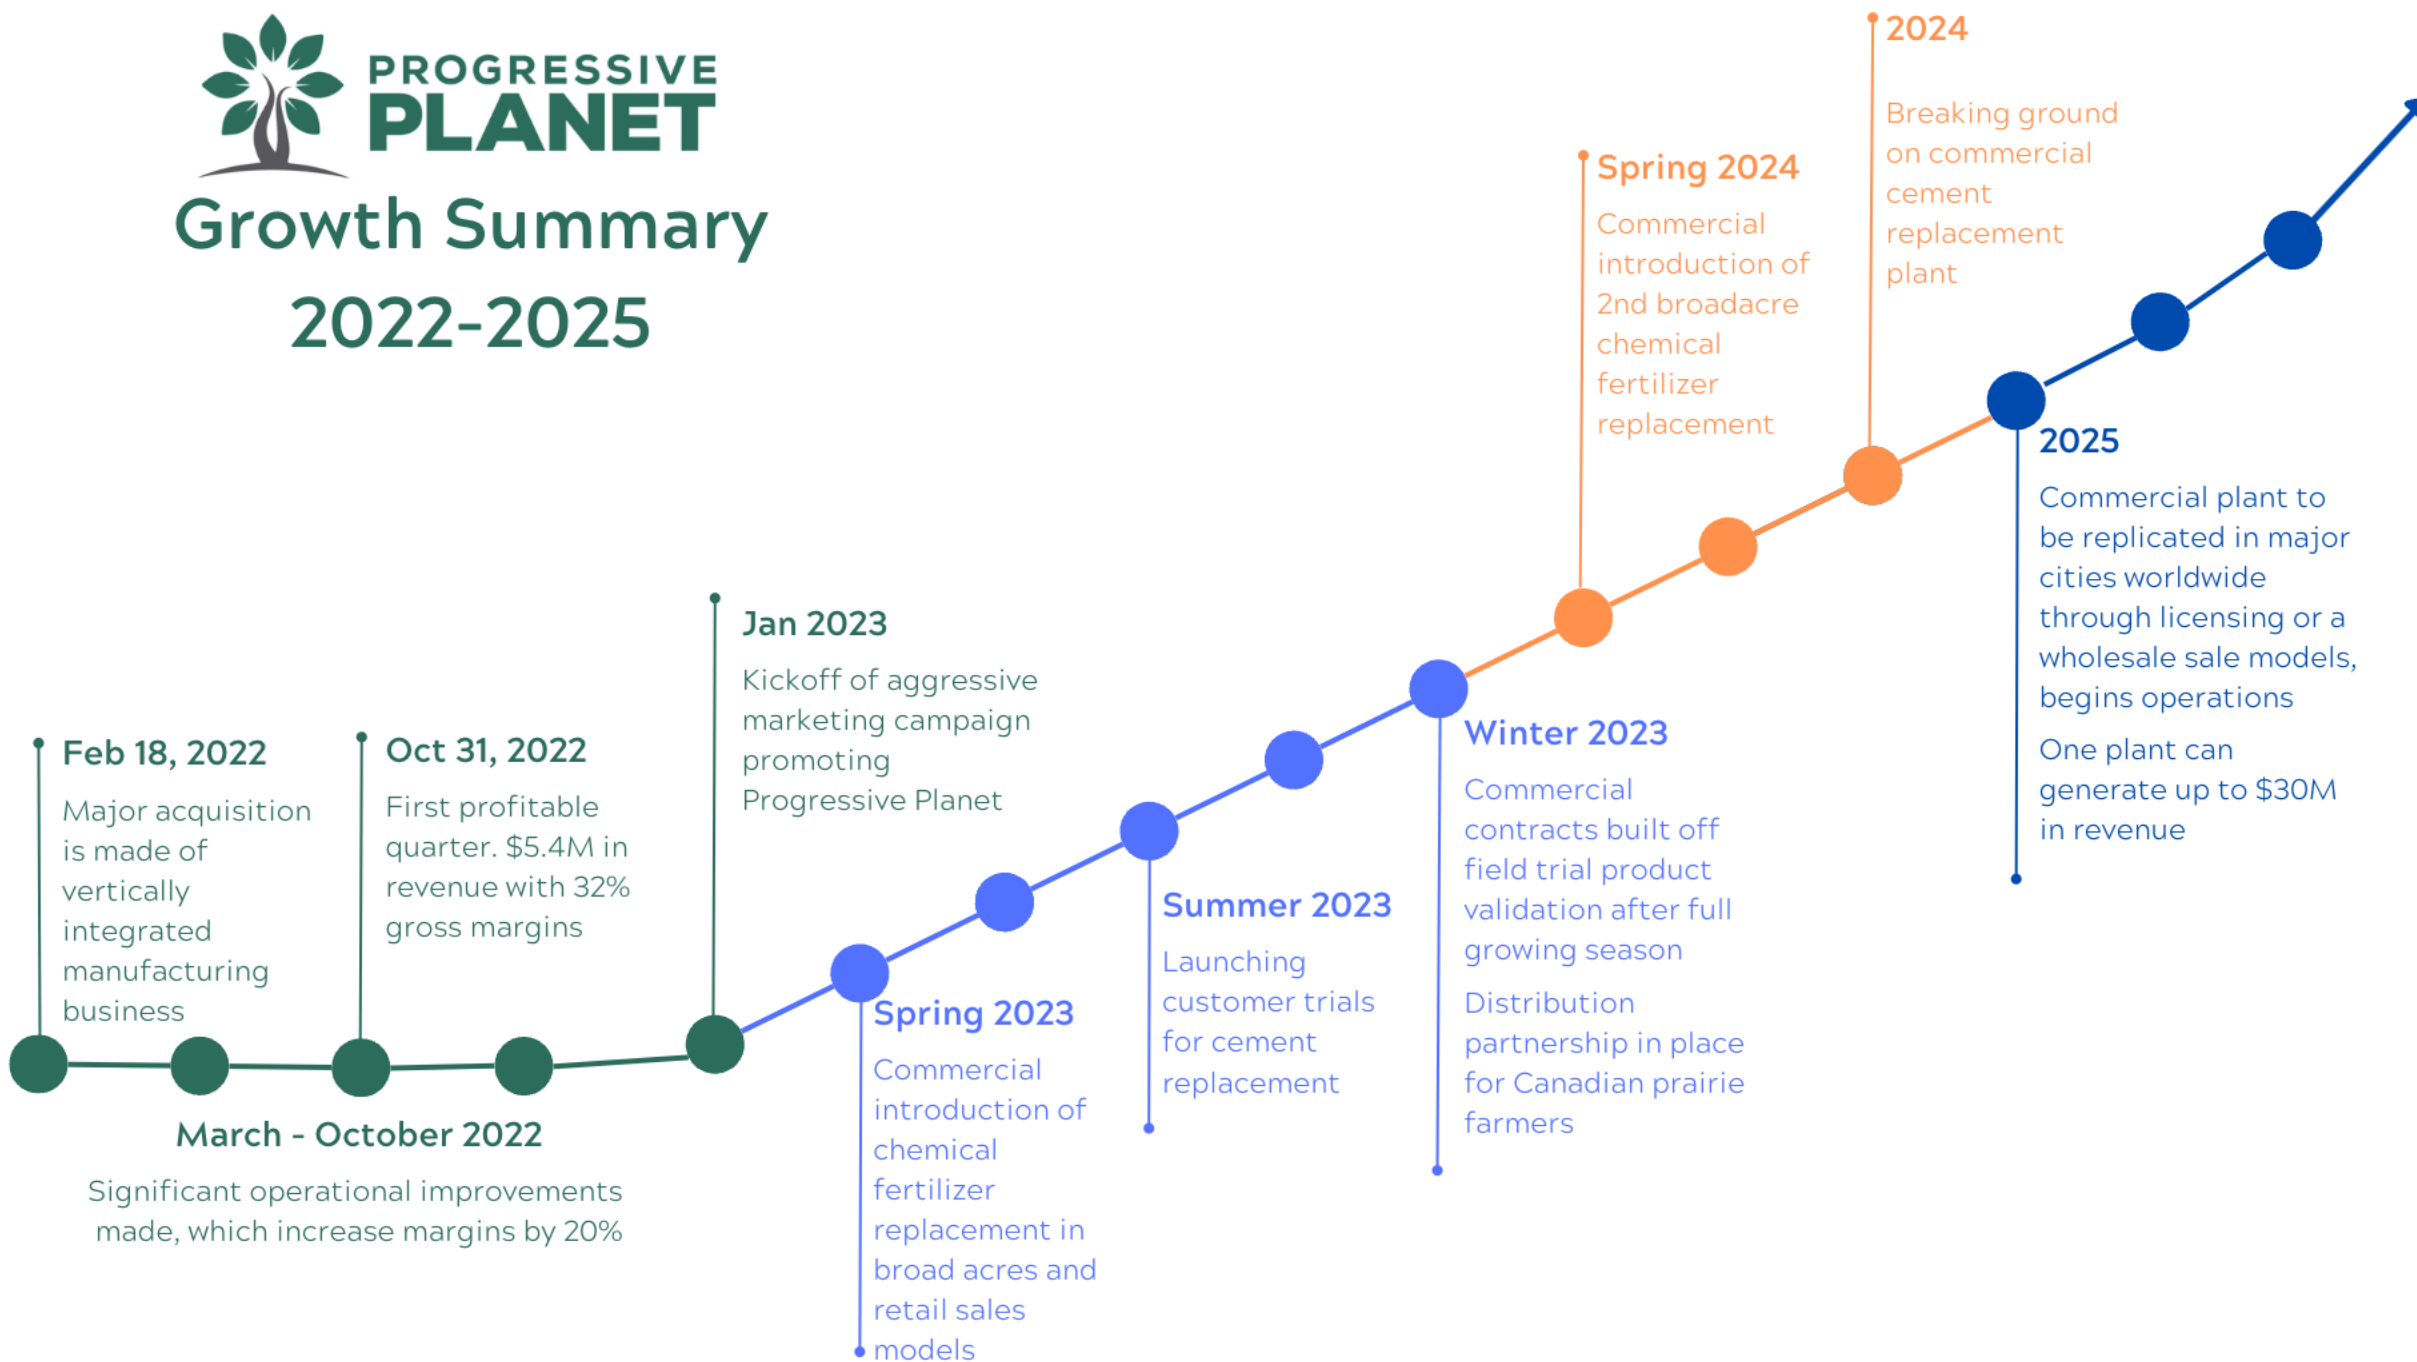 PROGRESSIVE
PLANET
Growth Summary
2022-2025
Feb 18, 2022
Major acquisition
is made of
vertically
integrated
manufacturing
business
March - October 2022
Significant operational improvements
made, which increase margins by 20%
Oct 31, 2022
First profitable
quarter. $5.4M in
revenue with 32%
gross margins
Jan 2023
Kickoff of aggressive
marketing campaign
promoting
Progressive Planet
Spring 2023
Commercial
introduction of
chemical
fertilizer
replacement in
broad acres and
retail sales
models
Summer 2023
Launching
customer trials
for cement
replacement
Winter 2023
Commercial
contracts built off
field trial product
validation after full
growing season
Distribution
partnership in place
for Canadian prairie
farmers
Spring 2024
Commercial
introduction of
2nd broadacre
chemical
fertilizer
replacement
2024
Breaking ground
on commercial
cement
replacement
plant
2025
Commercial plant to
be replicated in major
cities worldwide
through licensing or a
wholesale sale models,
begins operations
One plant can
generate up to $30M
in revenue